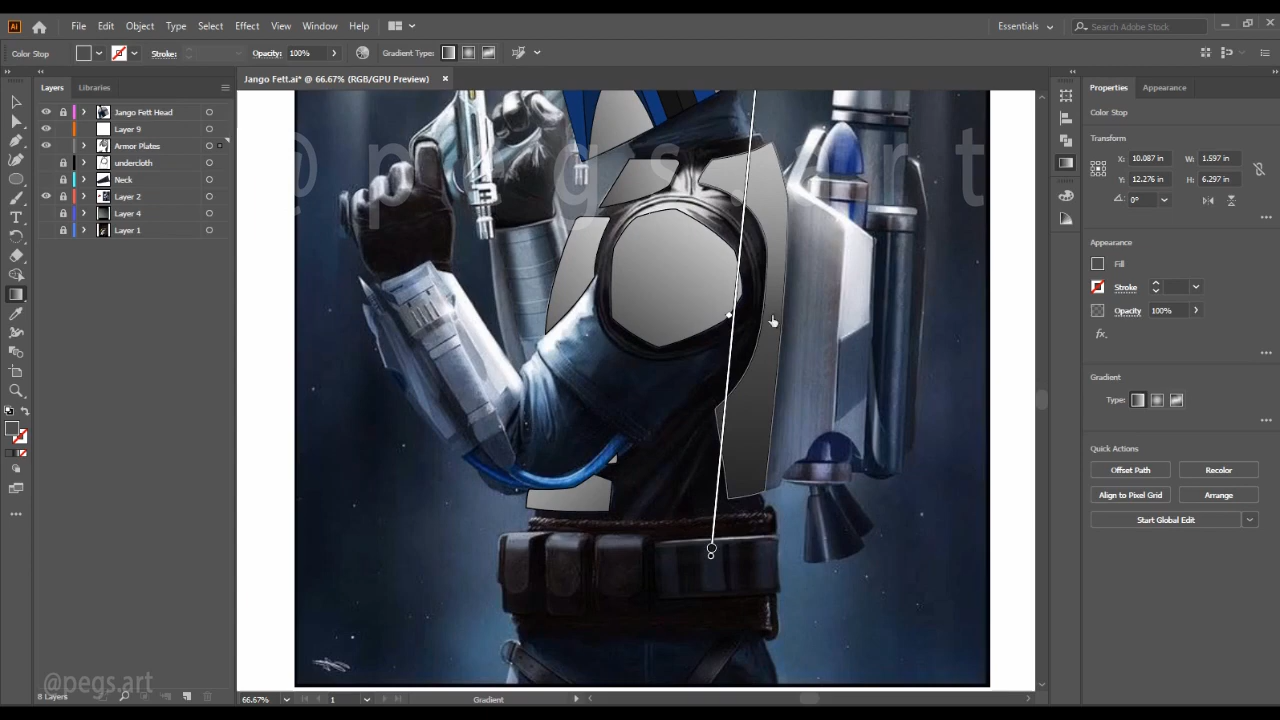 Ai
File Edit Object Type Select Effect View Window Help
Essentials
Search Adobe Stock
Color Stop
Stroke:
Opacity: 100%
Gradient Type:
Layers Libraries
Jango Fett.ai* @ 66.67% (RGB/GPU Preview)
Properties Appearance
Jango Fett Head
Layer 9
Armor Plates
undercloth
Neck
Layer 2
Layer 4
Layer 1
@pegs.art
Color Stop
Transform
X: 10.087 in W: 1.597 in
Y: 12.276 in H: 6.297 in
0°
Appearance
Fill
Stroke
Opacity 100%
fx.
Gradient
Type:
Quick Actions
Offset Path Recolor
Align to Pixel Grid Arrange
Start Global Edit
@pegs.art
8 Layers
66.67% 1 Gradient